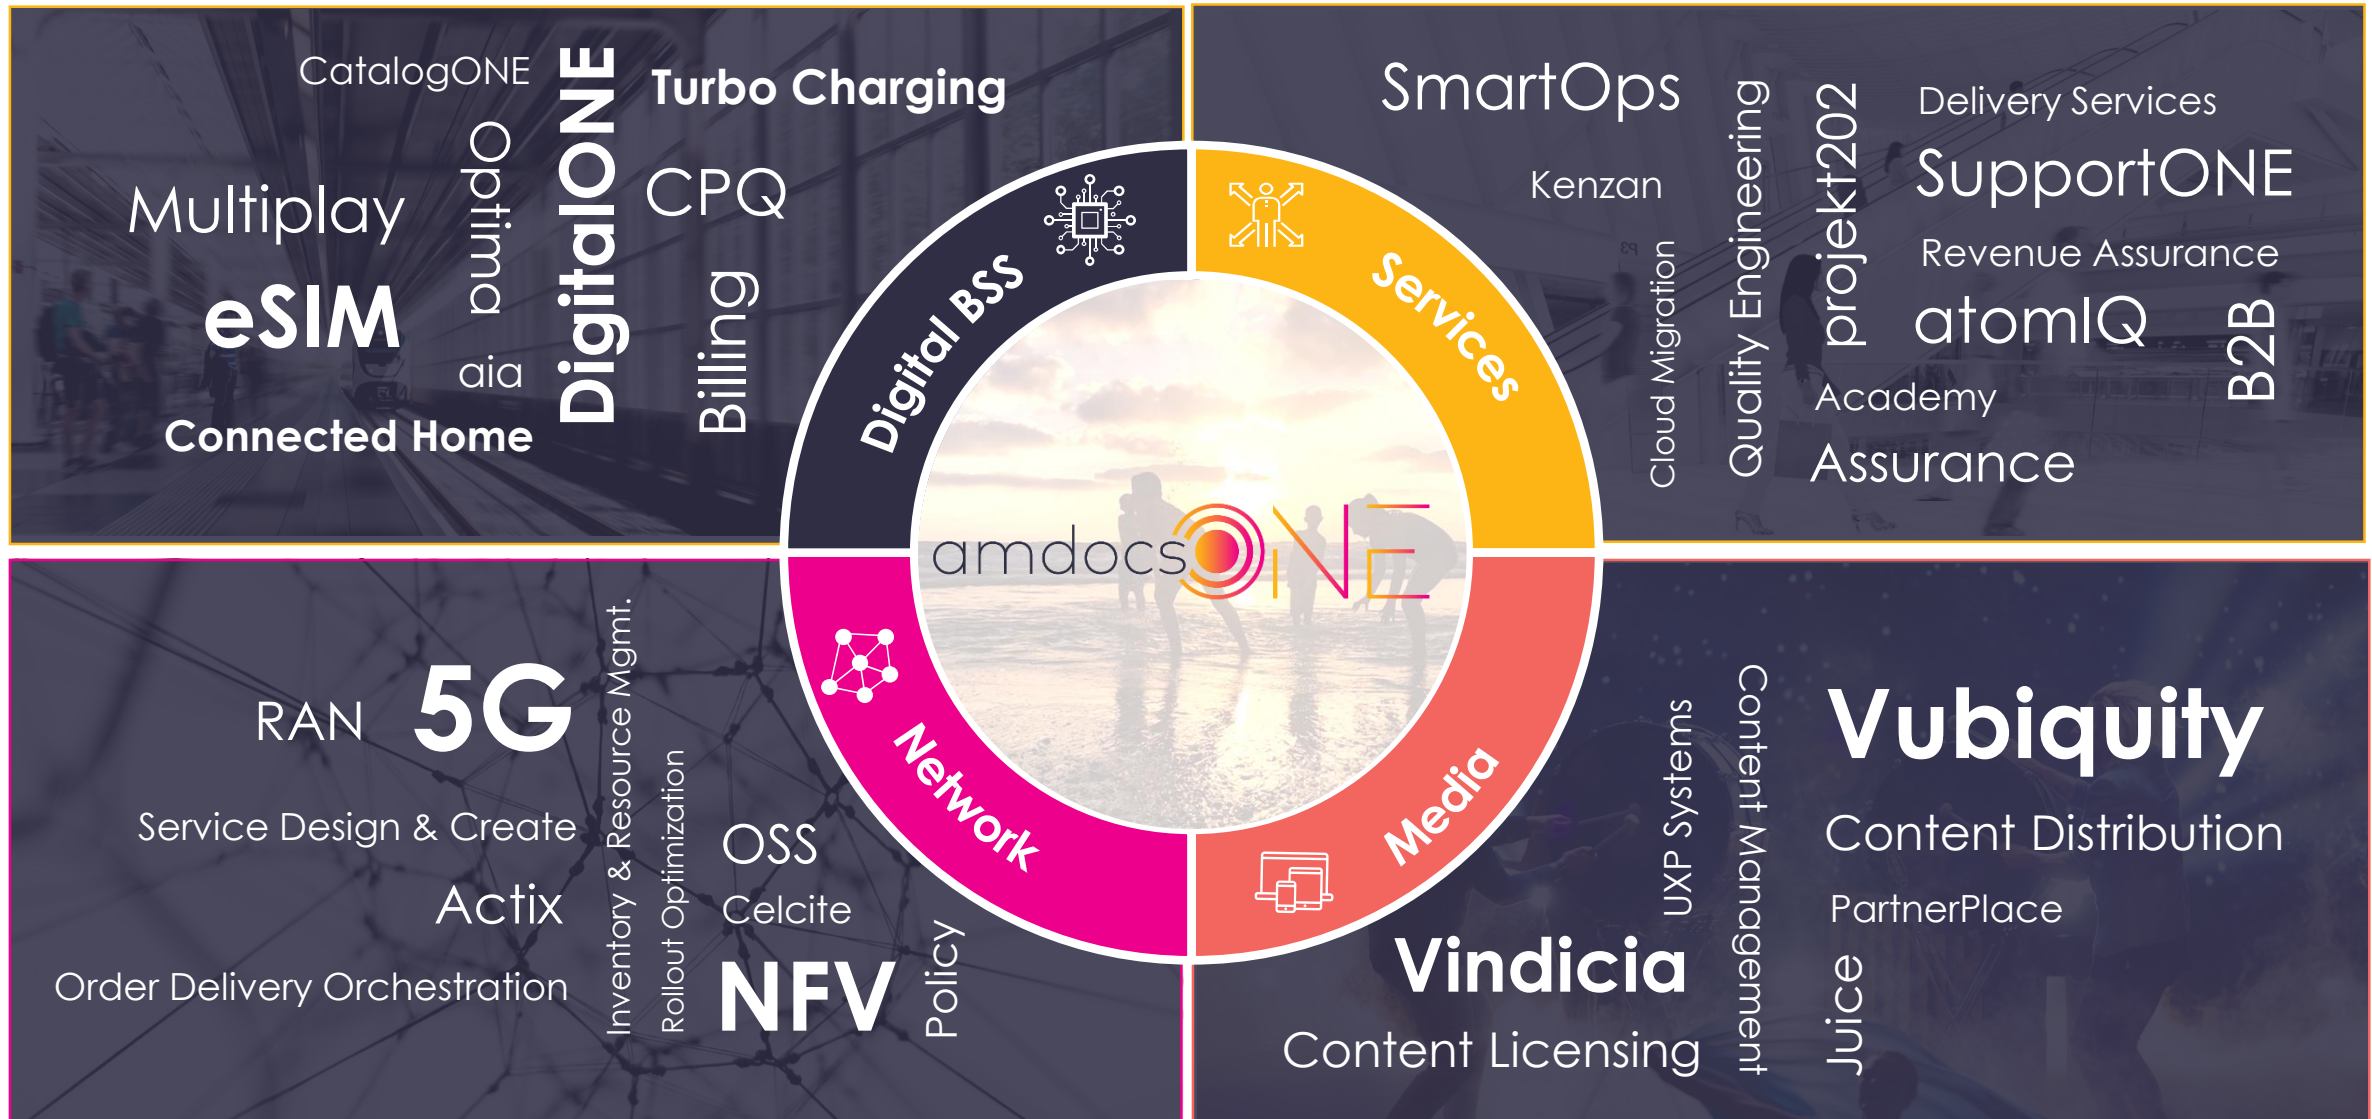 CatalogONE
Optima
DigitalONE
Turbo Charging
Multiplay
CPQ
eSIM
aia
Billing
Connected Home
SmartOps
Kenzan
Cloud Migration
Quality Engineering
projekt202
Delivery Services
SupportONE
Revenue Assurance
atomIQ
B2B
Academy
Assurance
Digital BSS
Services
amdocsONE
Network
Media
RAN
5G
Service Design & Create
Actix
Order Delivery Orchestration
Inventory & Resource Mgmt.
Rollout Optimization
OSS
Celcite
NFV
Policy
UXP Systems
Content Management
Vubiquity
Content Distribution
PartnerPlace
Vindicia
Content Licensing
Juice